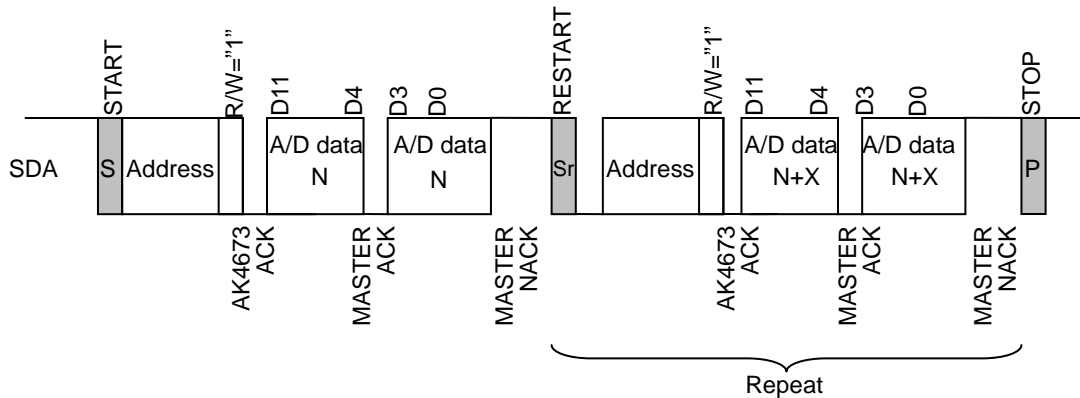 START
R/W="1"
D11
D4
D3
D0
RESTART
R/W="1"
D11
D4
D3
D0
STOP
SDA
S
Address
A/D data
N
A/D data
N
Sr
Address
A/D data
N+X
A/D data
N+X
P
AK4673
ACK
MASTER
ACK
MASTER
NACK
AK4673
ACK
MASTER
ACK
MASTER
NACK
Repeat